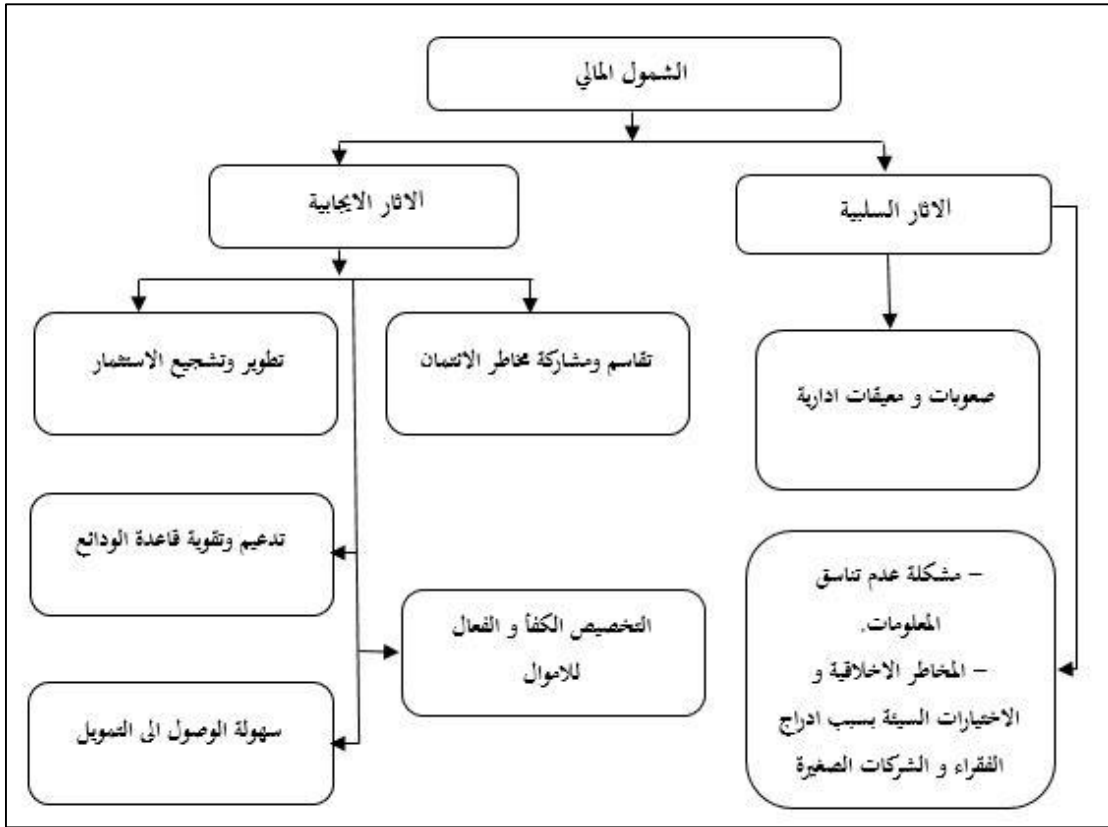 الشمول المالي
الاثار السلبية
الاثار الايجابية
صعوبات و معيقات ادارية
تقاسم ومشاركة مخاطر الائتمان
تطوير وتشجيع الاستثمار
تدعيم وتقوية قاعدة الودائع
التخصيص الكفأ و الفعال
للاموال
سهولة الوصول الى التمويل
– مشكلة عدم تناسق
المعلومات.
– المخاطر الاخلاقية و
الاختيارات السيئة بسبب ادراج
الفقراء و الشركات الصغيرة